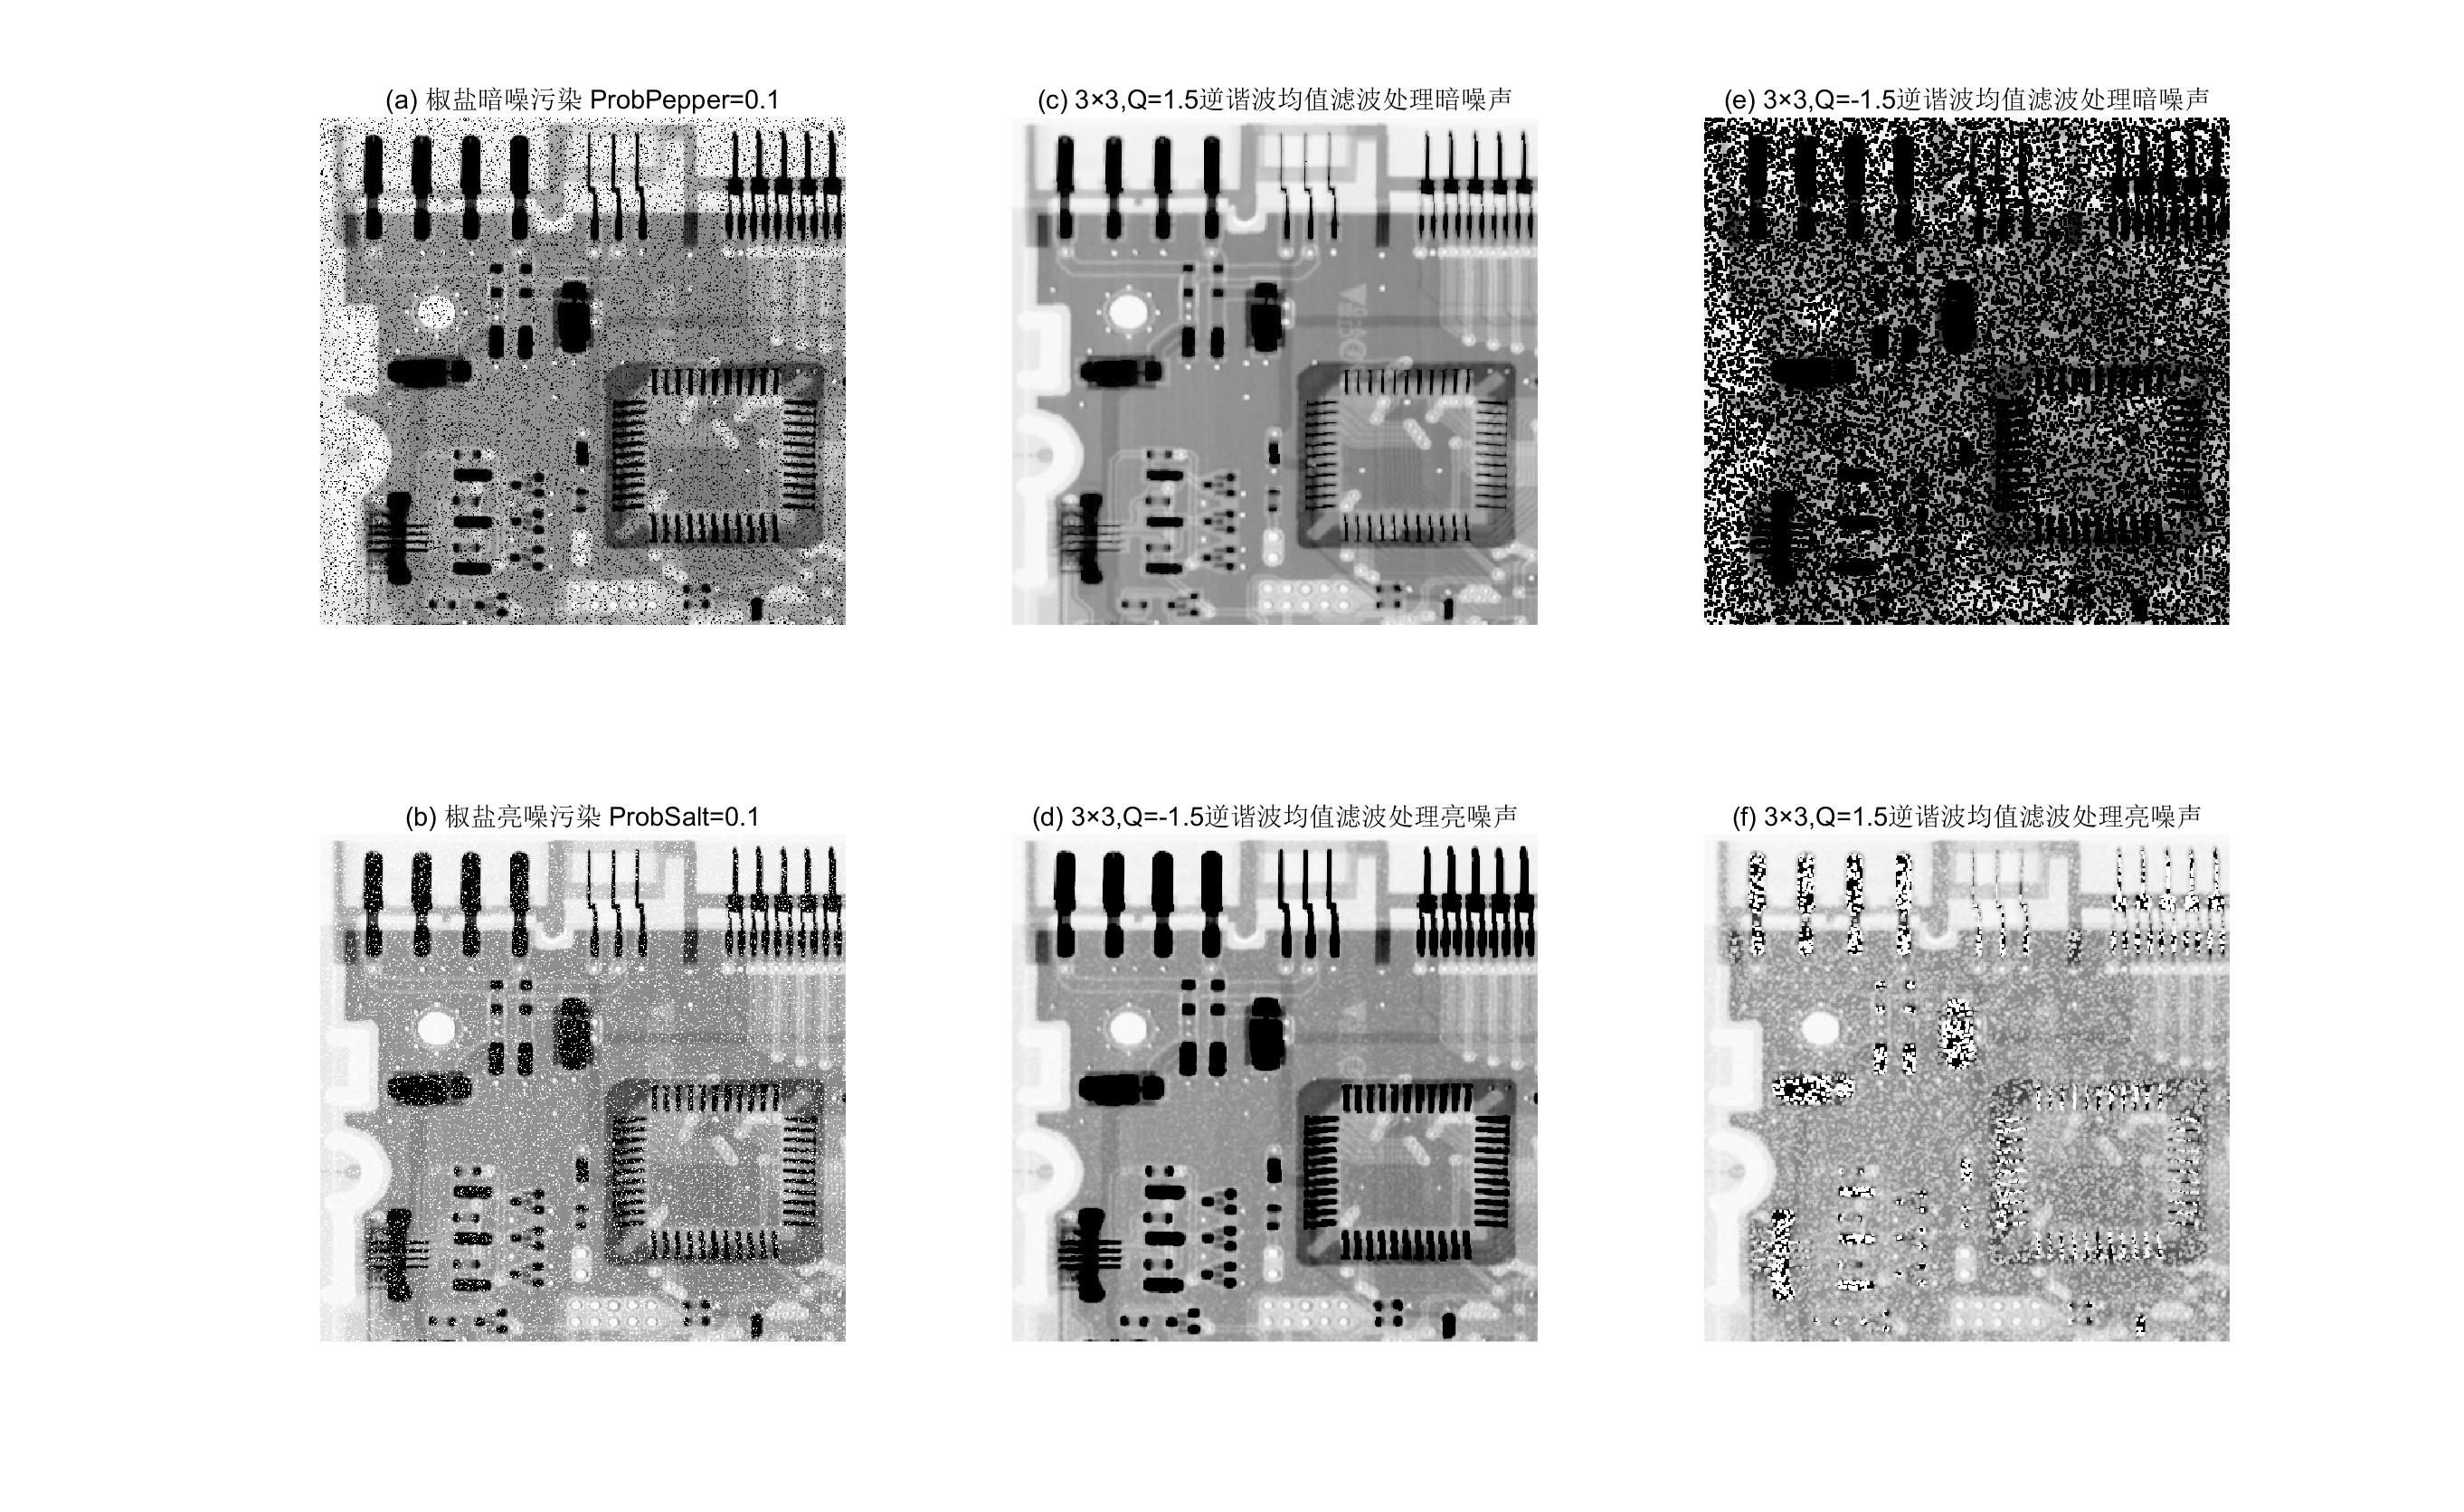 (a) 椒盐暗噪污染 ProbPepper=0.1
(c) 3×3,Q=1.5逆谐波均值滤波处理暗噪声
(e) 3×3,Q=-1.5逆谐波均值滤波处理暗噪声
(b) 椒盐亮噪污染 ProbSalt=0.1
(d) 3×3,Q=-1.5逆谐波均值滤波处理亮噪声
(f) 3×3,Q=1.5逆谐波均值滤波处理亮噪声